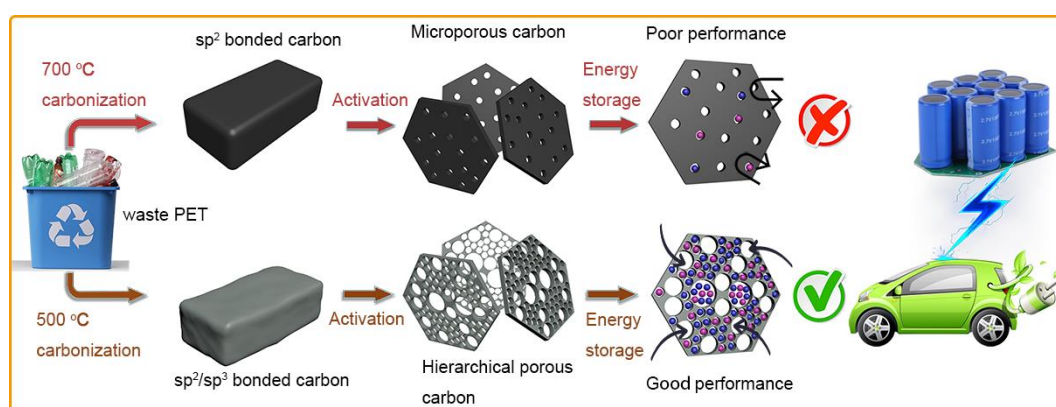 sp² bonded carbon
Microporous carbon
Poor performance
700 °C
carbonization
Activation
Energy
storage
waste PET
500 °C
carbonization
Activation
Energy
storage
sp²/sp³ bonded carbon
Hierarchical porous
carbon
Good performance